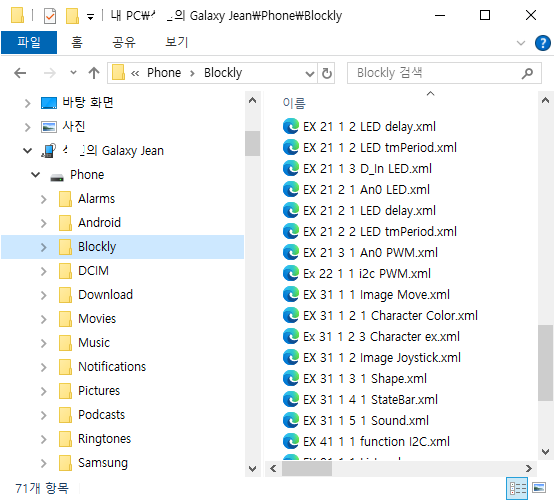 내 PC\ 의 Galaxy Jean\Phone\Blockly
파일 홈 공유 보기
Phone Blockly
Blockly 검색
바탕 화면
사진
의 Galaxy Jean
Phone
Alarms
Android
Blockly
DCIM
Download
Movies
Music
Notifications
Pictures
Podcasts
Ringtones
Samsung
이름
EX 21 1 2 LED delay.xml
EX 21 1 2 LED tmPeriod.xml
EX 21 1 3 D_In LED.xml
EX 21 2 1 An0 LED.xml
EX 21 2 1 LED delay.xml
EX 21 2 2 LED tmPeriod.xml
EX 21 3 1 An0 PWM.xml
Ex 22 1 1 i2c PWM.xml
EX 31 1 1 Image Move.xml
EX 31 1 2 1 Character Color.xml
Ex 31 1 2 3 Character ex.xml
EX 31 1 2 Image Joystick.xml
EX 31 1 3 1 Shape.xml
EX 31 1 4 1 StateBar.xml
EX 31 1 5 1 Sound.xml
EX 41 1 1 function I2C.xml
71개 항목